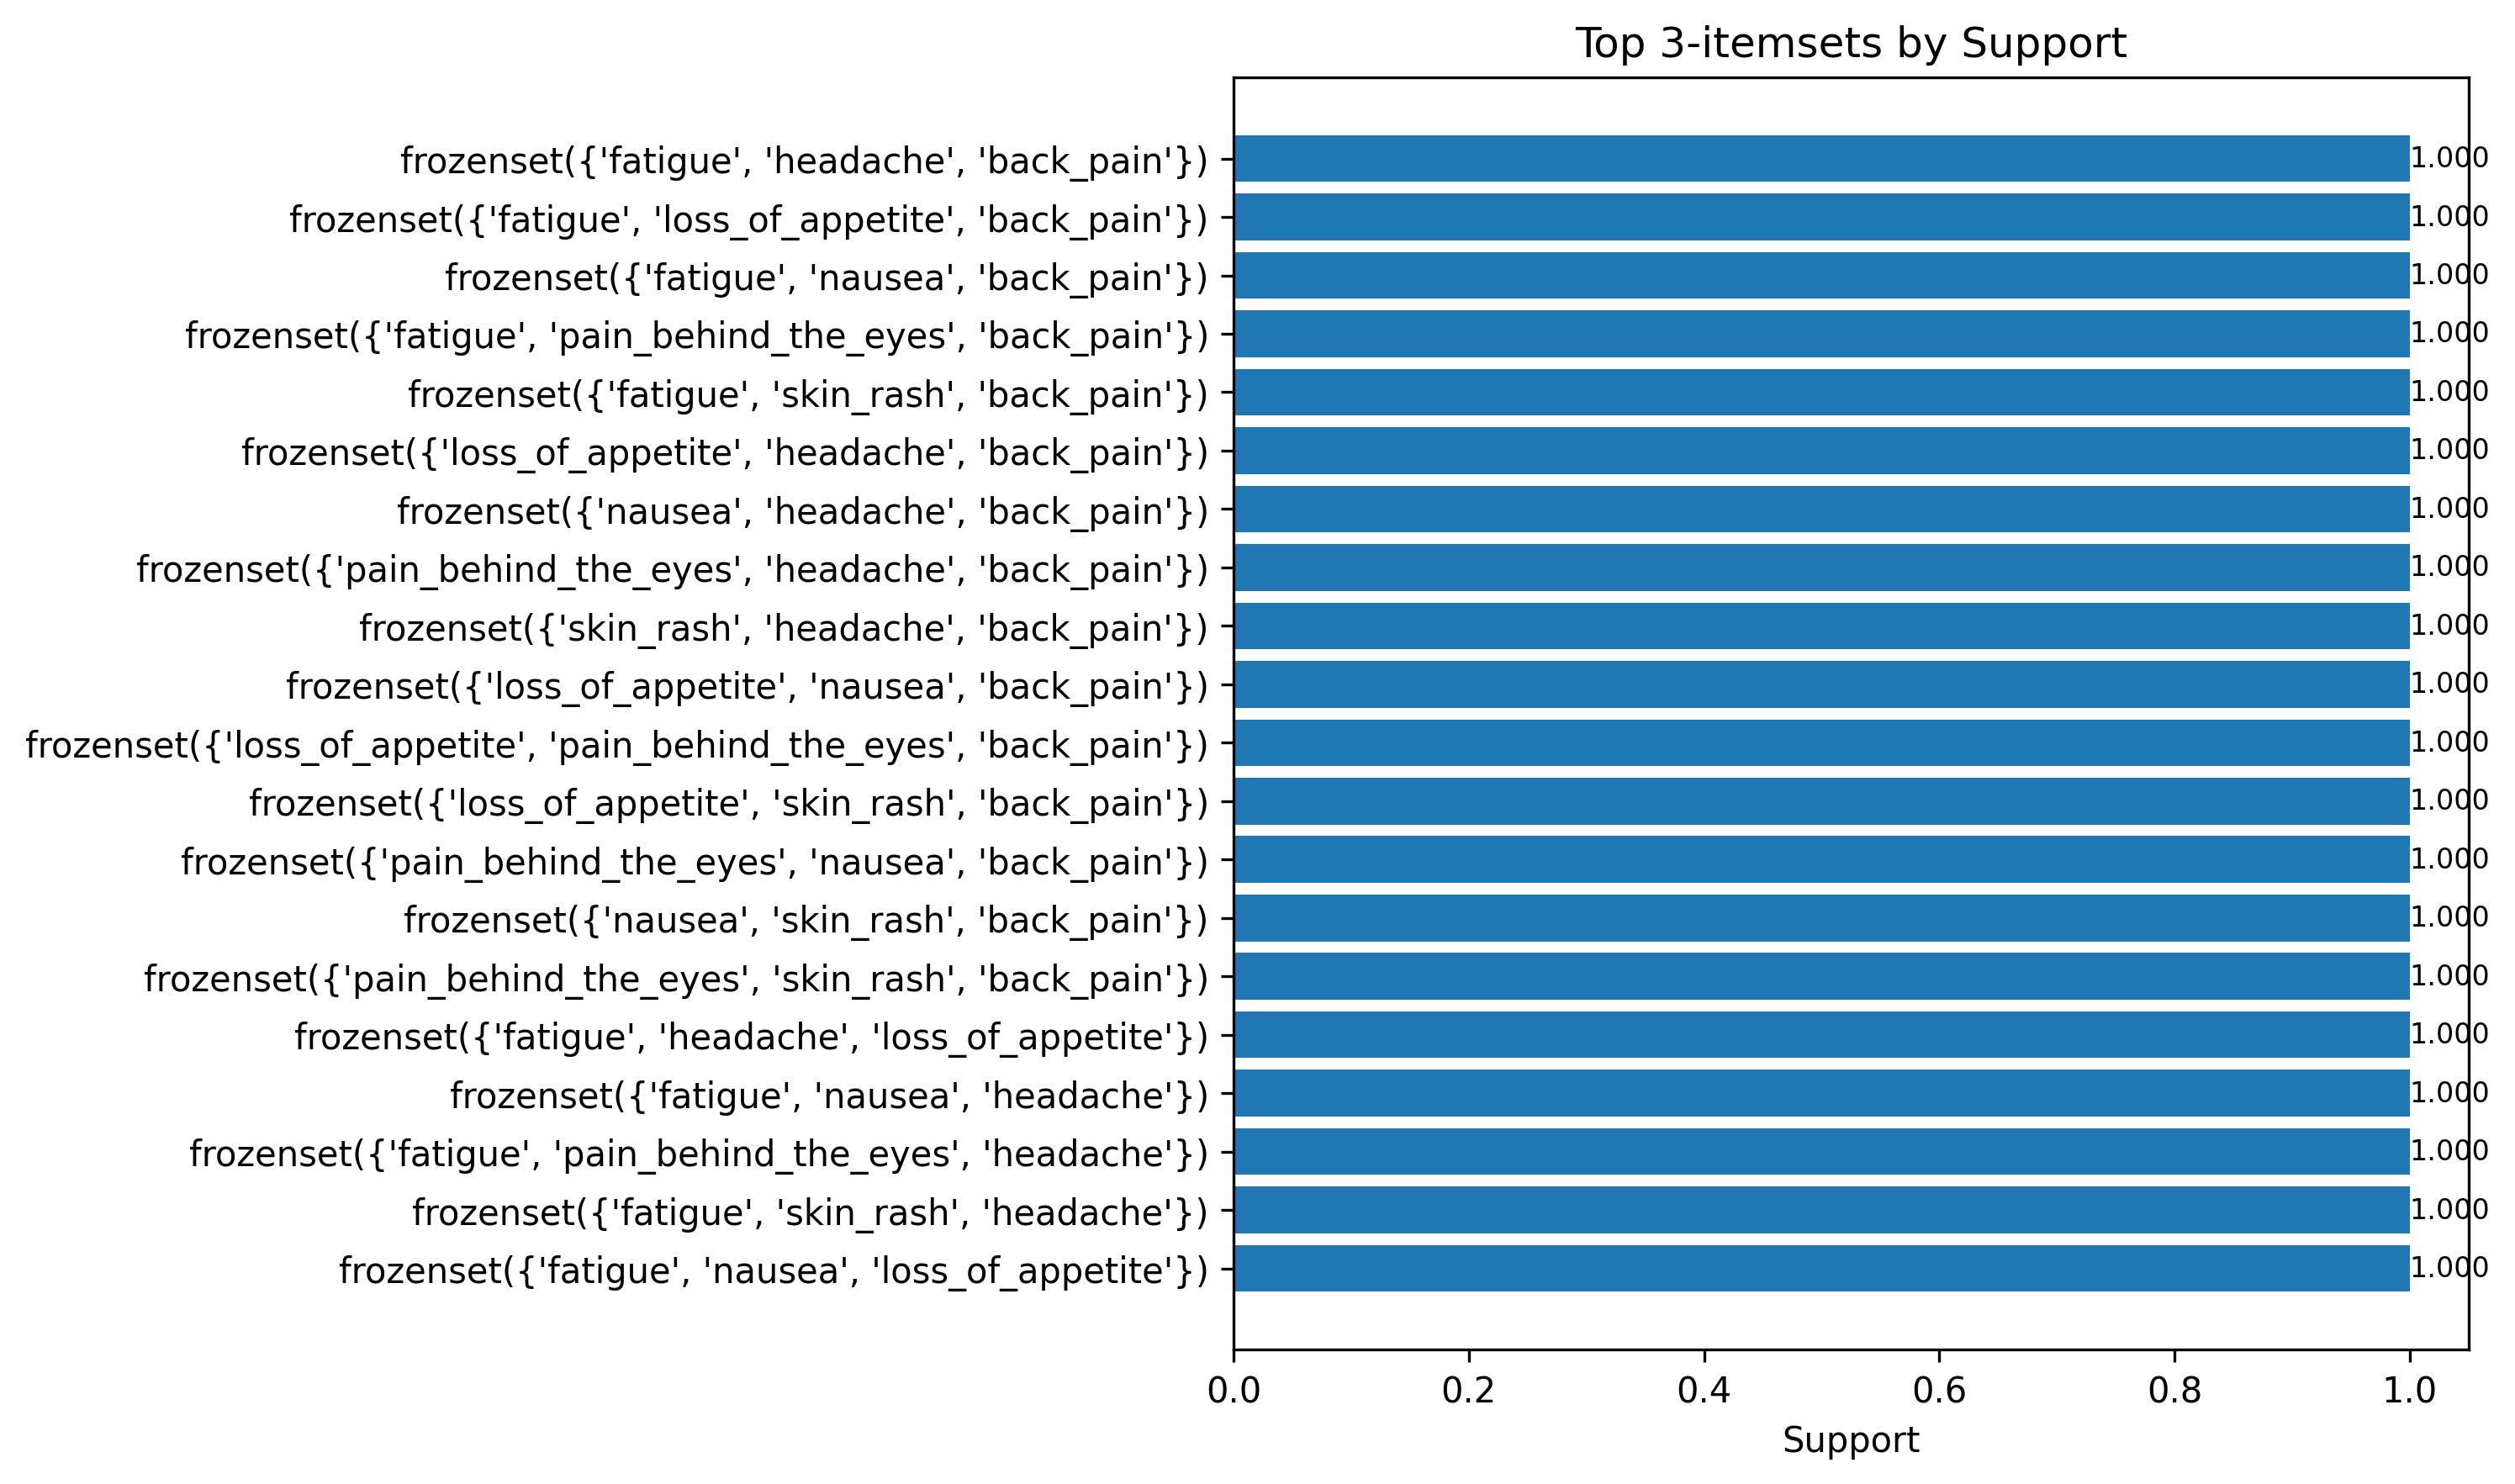 Top 3-itemsets by Support
frozenset({'fatigue', 'headache', 'back_pain'}) 1.000
frozenset({'fatigue', 'loss_of_appetite', 'back_pain'}) 1.000
frozenset({'fatigue', 'nausea', 'back_pain'}) 1.000
frozenset({'fatigue', 'pain_behind_the_eyes', 'back_pain'}) 1.000
frozenset({'fatigue', 'skin_rash', 'back_pain'}) 1.000
frozenset({'loss_of_appetite', 'headache', 'back_pain'}) 1.000
frozenset({'nausea', 'headache', 'back_pain'}) 1.000
frozenset({'pain_behind_the_eyes', 'headache', 'back_pain'}) 1.000
frozenset({'skin_rash', 'headache', 'back_pain'}) 1.000
frozenset({'loss_of_appetite', 'nausea', 'back_pain'}) 1.000
frozenset({'loss_of_appetite', 'pain_behind_the_eyes', 'back_pain'}) 1.000
frozenset({'loss_of_appetite', 'skin_rash', 'back_pain'}) 1.000
frozenset({'pain_behind_the_eyes', 'nausea', 'back_pain'}) 1.000
frozenset({'nausea', 'skin_rash', 'back_pain'}) 1.000
frozenset({'pain_behind_the_eyes', 'skin_rash', 'back_pain'}) 1.000
frozenset({'fatigue', 'headache', 'loss_of_appetite'}) 1.000
frozenset({'fatigue', 'nausea', 'headache'}) 1.000
frozenset({'fatigue', 'pain_behind_the_eyes', 'headache'}) 1.000
frozenset({'fatigue', 'skin_rash', 'headache'}) 1.000
frozenset({'fatigue', 'nausea', 'loss_of_appetite'}) 1.000
0.0 0.2 0.4 0.6 0.8 1.0
Support